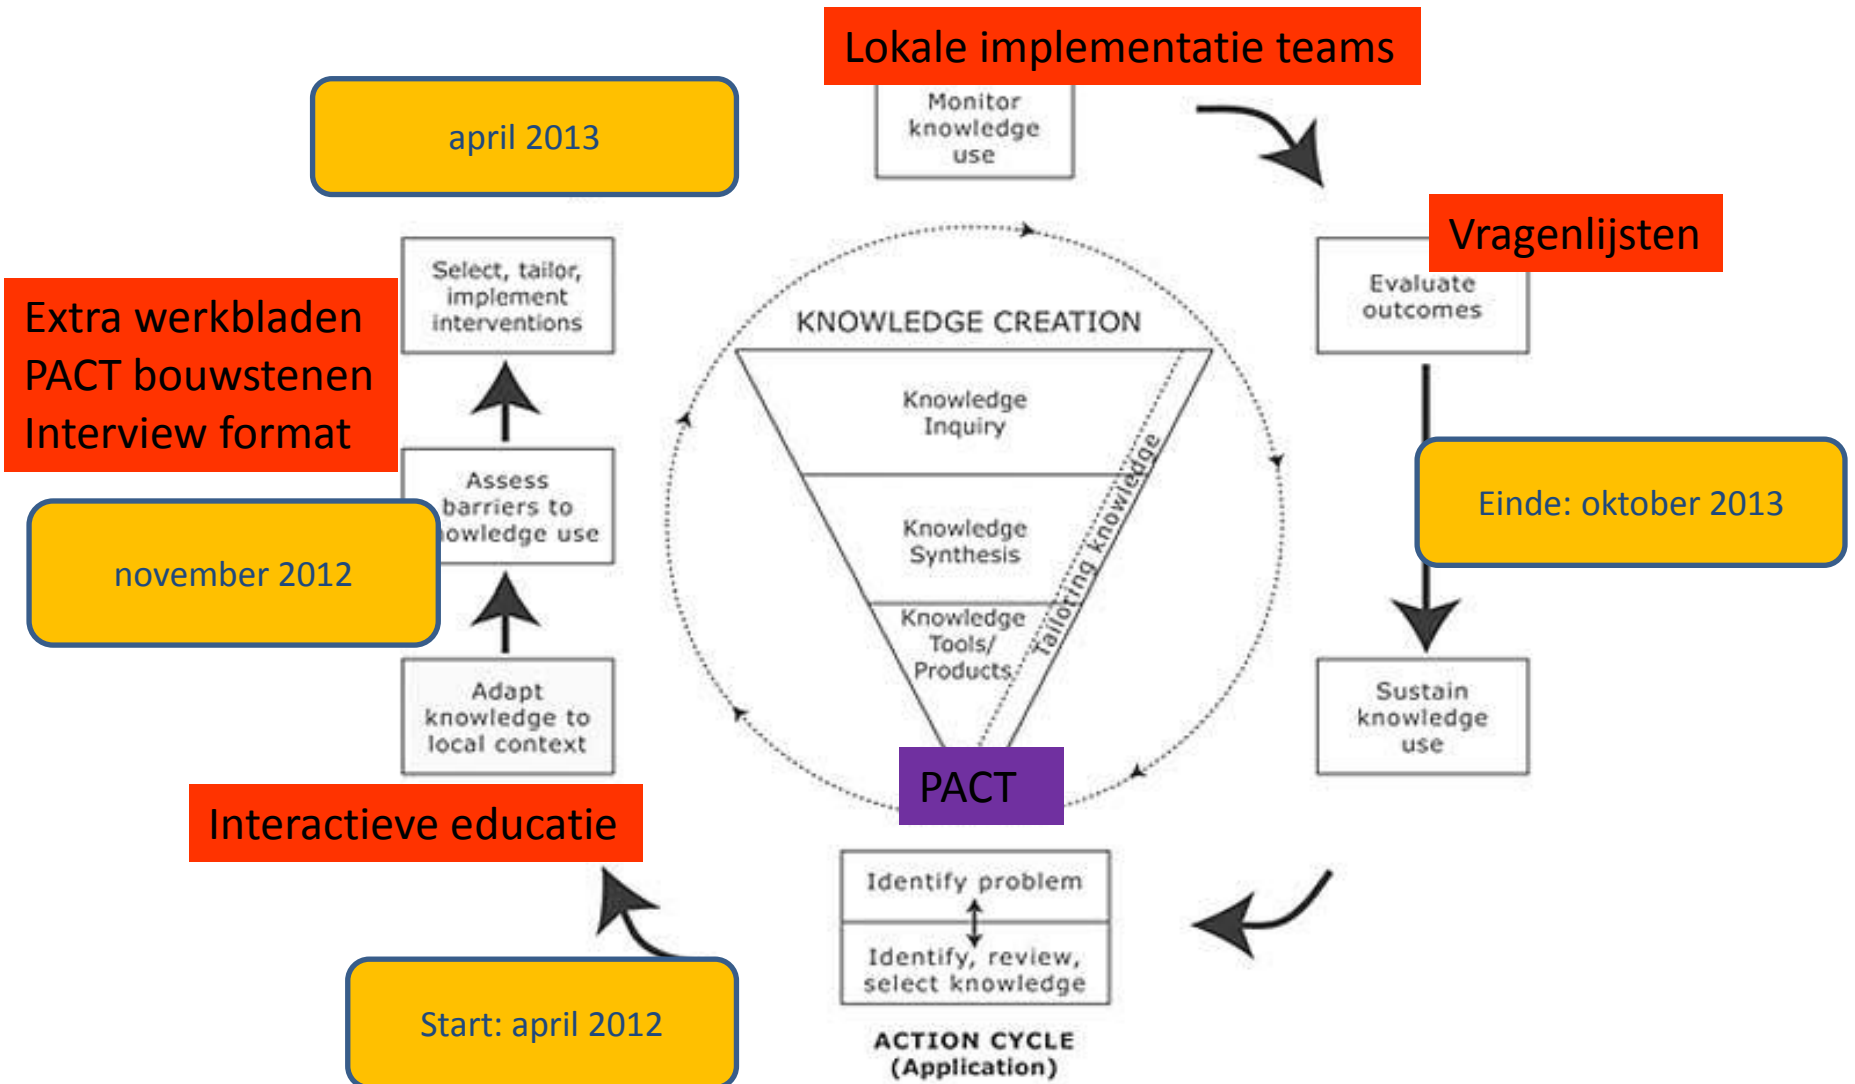 Lokale implementatie teams
Monitor
knowledge
use
april 2013
Vragenlijsten
Evaluate
outcomes
Select, tailor,
implement
interventions
Extra werkbladen
PACT bouwstenen
Interview format
KNOWLEDGE CREATION
Knowledge
Inquiry
Knowledge
Synthesis
Knowledge
Tools/
Products
Tailoring knowledge
Assess
barriers to
nowledge use
november 2012
Einde: oktober 2013
Adapt
knowledge to
local context
Sustain
knowledge
use
PACT
Interactieve educatie
Identify problem
Identify, review,
select knowledge
Start: april 2012
ACTION CYCLE
(Application)